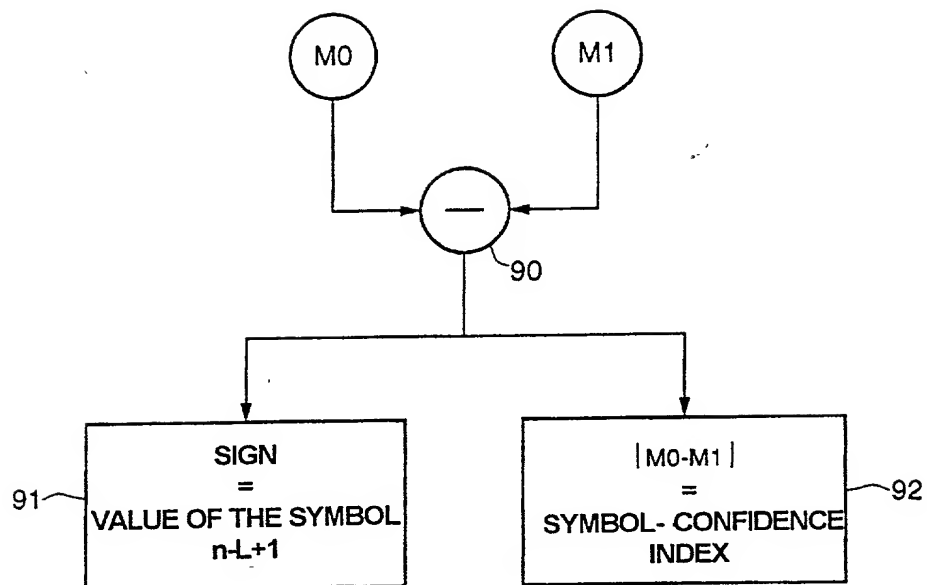 M0
M1
—
90
SIGN
=
VALUE OF THE SYMBOL
n-L+1
91
|M0-M1|
=
SYMBOL- CONFIDENCE
INDEX
92